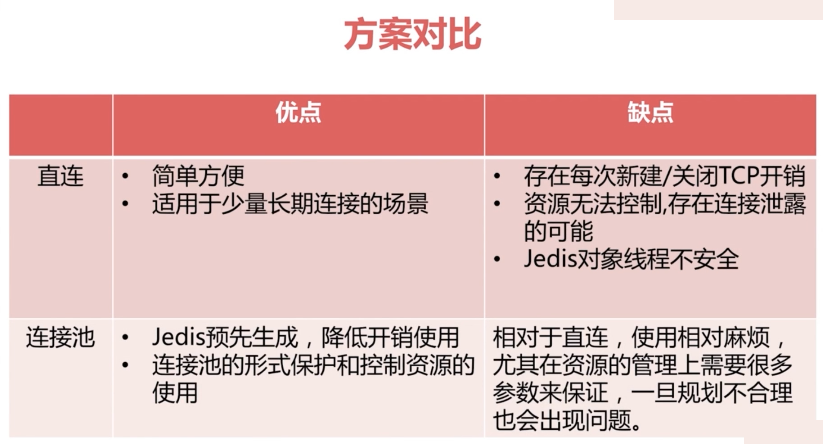 方案对比
优点
缺点
直连
• 简单方便
• 适用于少量长期连接的场景
• 存在每次新建/关闭TCP开销
• 资源无法控制,存在连接泄露
的可能
• Jedis对象线程不安全
连接池
• Jedis预先生成，降低开销使用
• 连接池的形式保护和控制资源的
使用
相对于直连，使用相对麻烦，
尤其在资源的管理上需要很多
参数来保证，一旦规划不合理
也会出现问题。